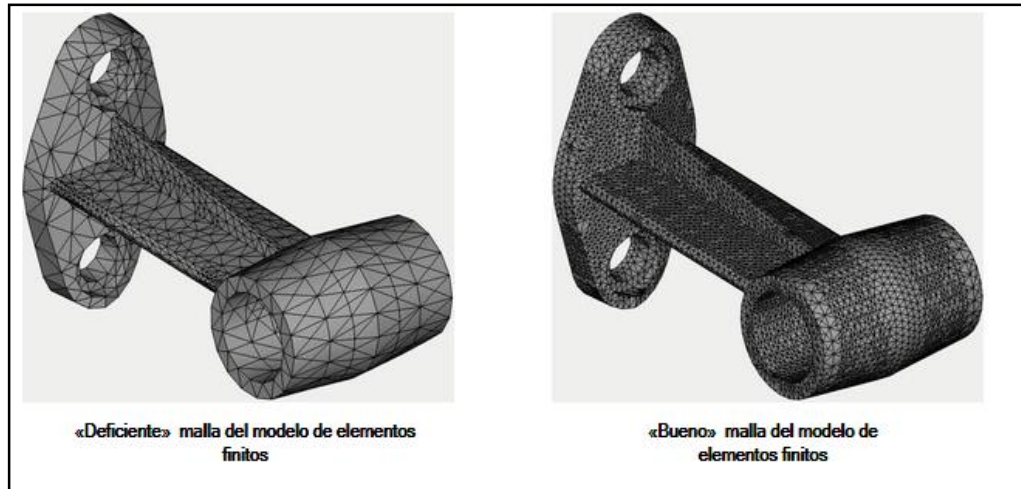 «Deficiente» malla del modelo de elementos
finitos
«Bueno» malla del modelo de
elementos finitos